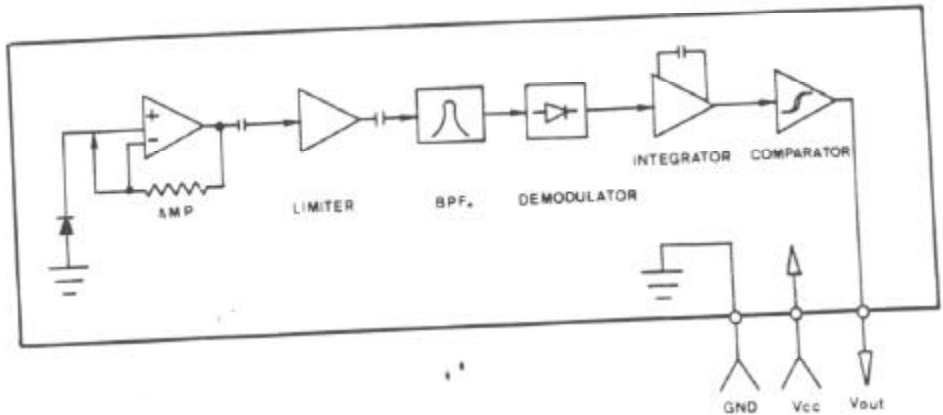 +
−
AMP
LIMITER
BPF.
DEMODULATOR
INTEGRATOR
COMPARATOR
GND
Vcc
Vout